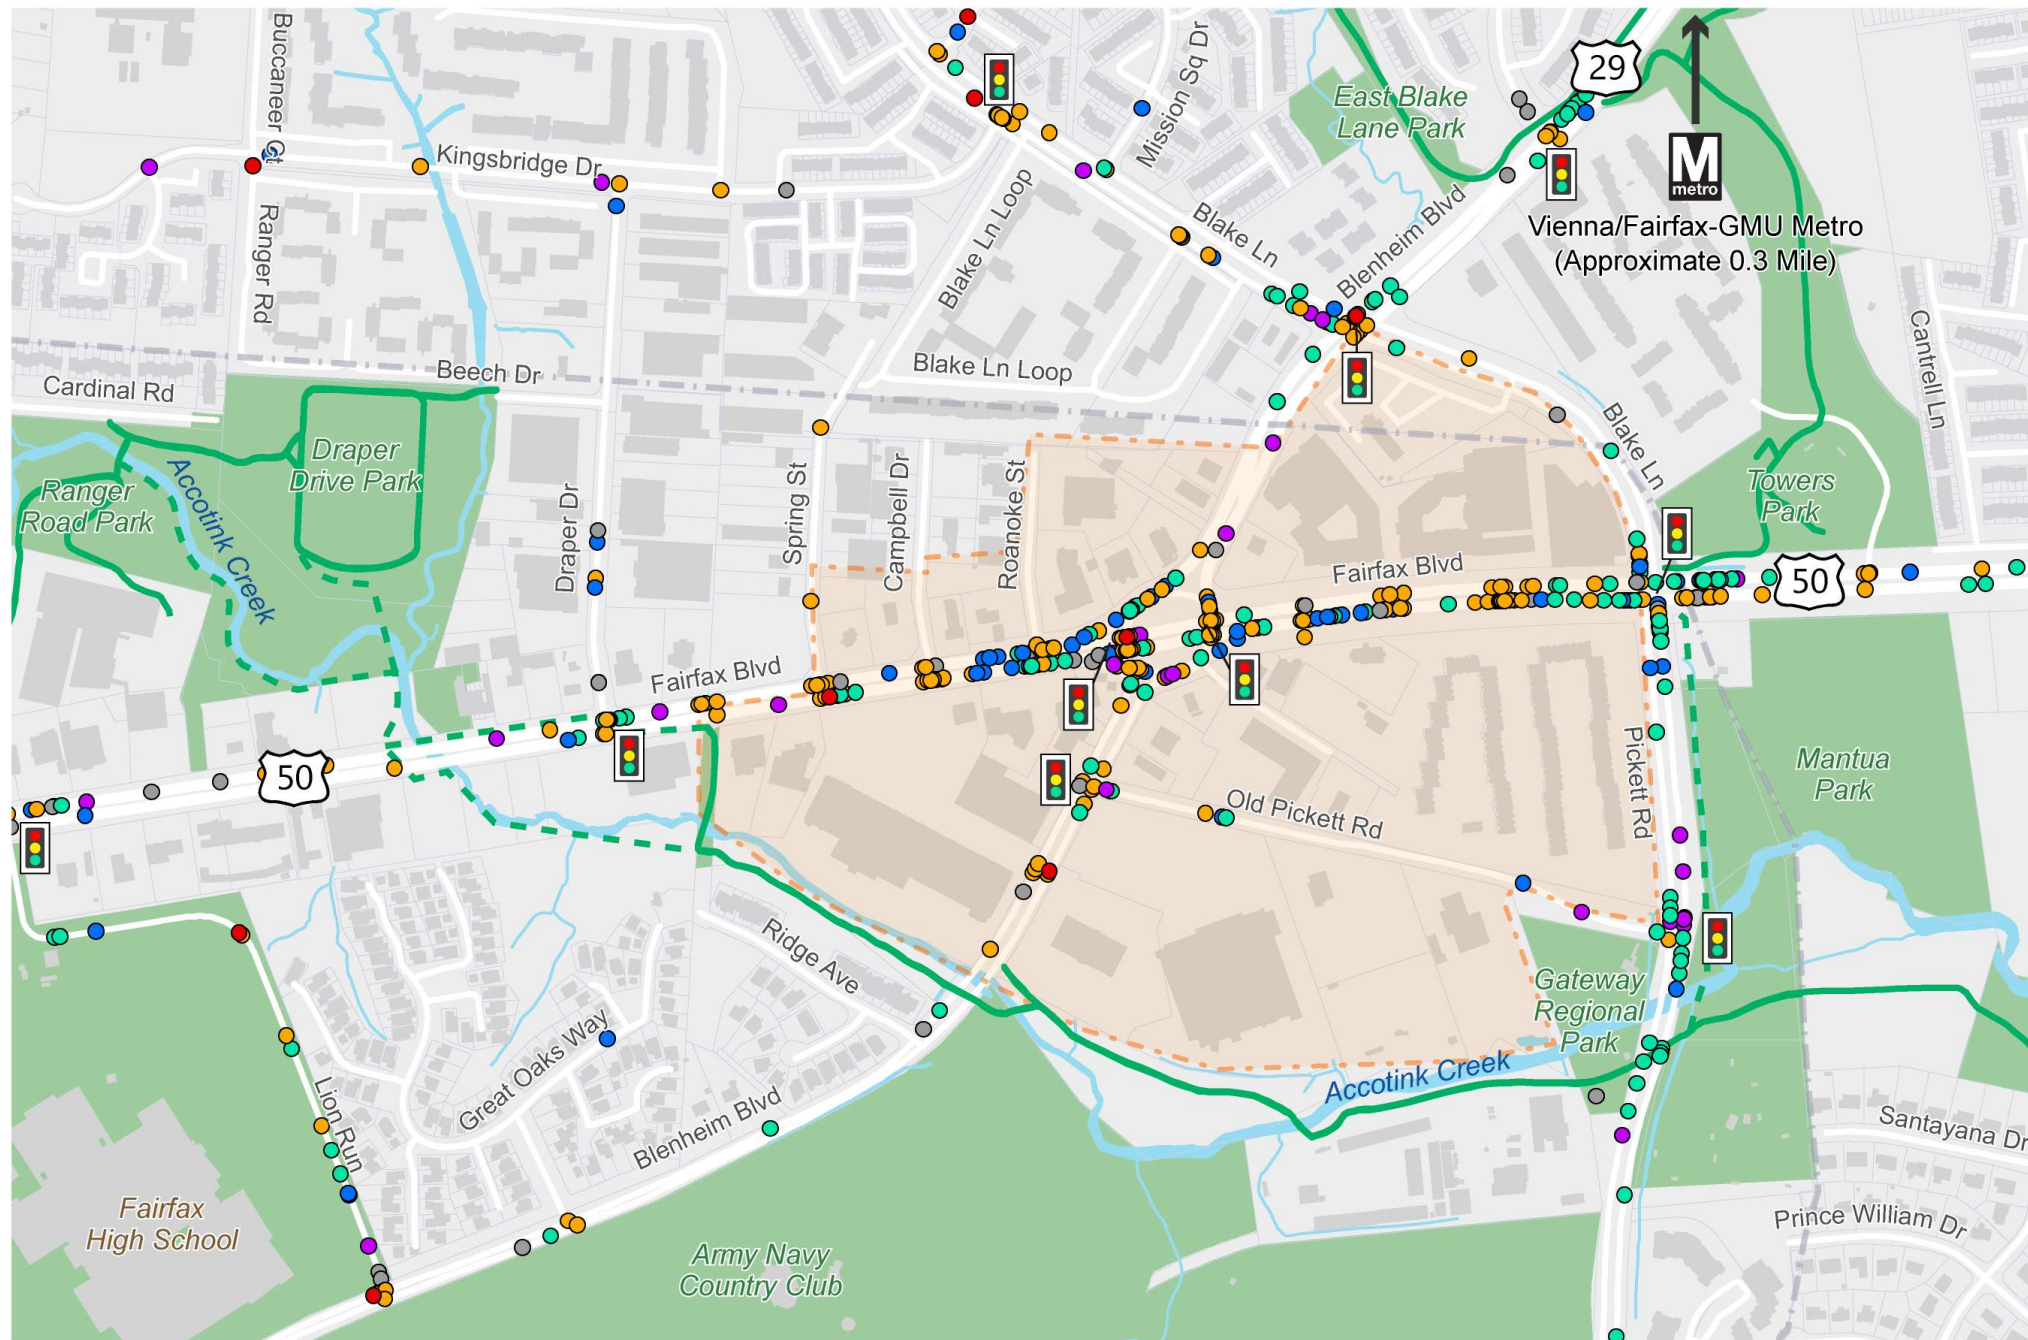 Buccaneer Ct
Mission Sq Dr
29
East Blake
Lane Park
M
metro
Kingsbridge Dr
Vienna/Fairfax-GMU Metro
(Approximate 0.3 Mile)
Ranger Rd
Blake Ln Loop
Blake Ln
Blenheim Blvd
Cantrell Ln
Beech Dr
Blake Ln Loop
Cardinal Rd
Blake Ln
Draper
Drive Park
Accotink Creek
Ranger
Road Park
Draper Dr
Spring St
Campbell Dr
Roanoke St
Towers
Park
Fairfax Blvd
50
Fairfax Blvd
50
Pickett Rd
Mantua
Park
Old Pickett Rd
Ridge Ave
Gateway
Regional
Park
Great Oaks Way
Accotink Creek
Lion Run
Blenheim Blvd
Santayana Dr
Fairfax
High School
Prince William Dr
Army Navy
Country Club